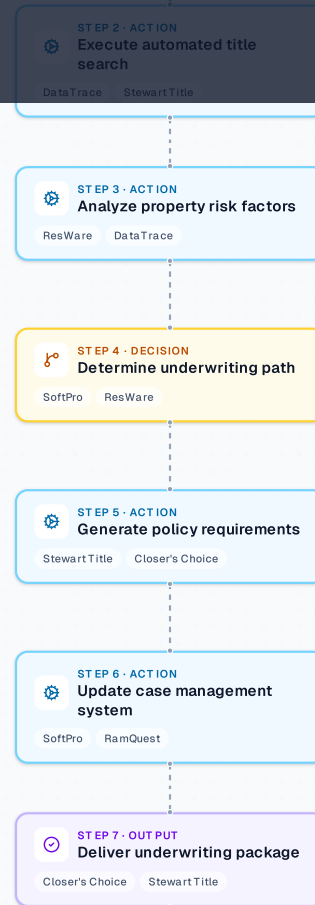 STEP 2 · ACTION
Execute automated title
search
DataTrace Stewart Title
STEP 3 · ACTION
Analyze property risk factors
ResWare DataTrace
STEP 4 · DECISION
Determine underwriting path
SoftPro ResWare
STEP 5 · ACTION
Generate policy requirements
Stewart Title Closer's Choice
STEP 6 · ACTION
Update case management
system
SoftPro RamQuest
STEP 7 · OUTPUT
Deliver underwriting package
Closer's Choice Stewart Title